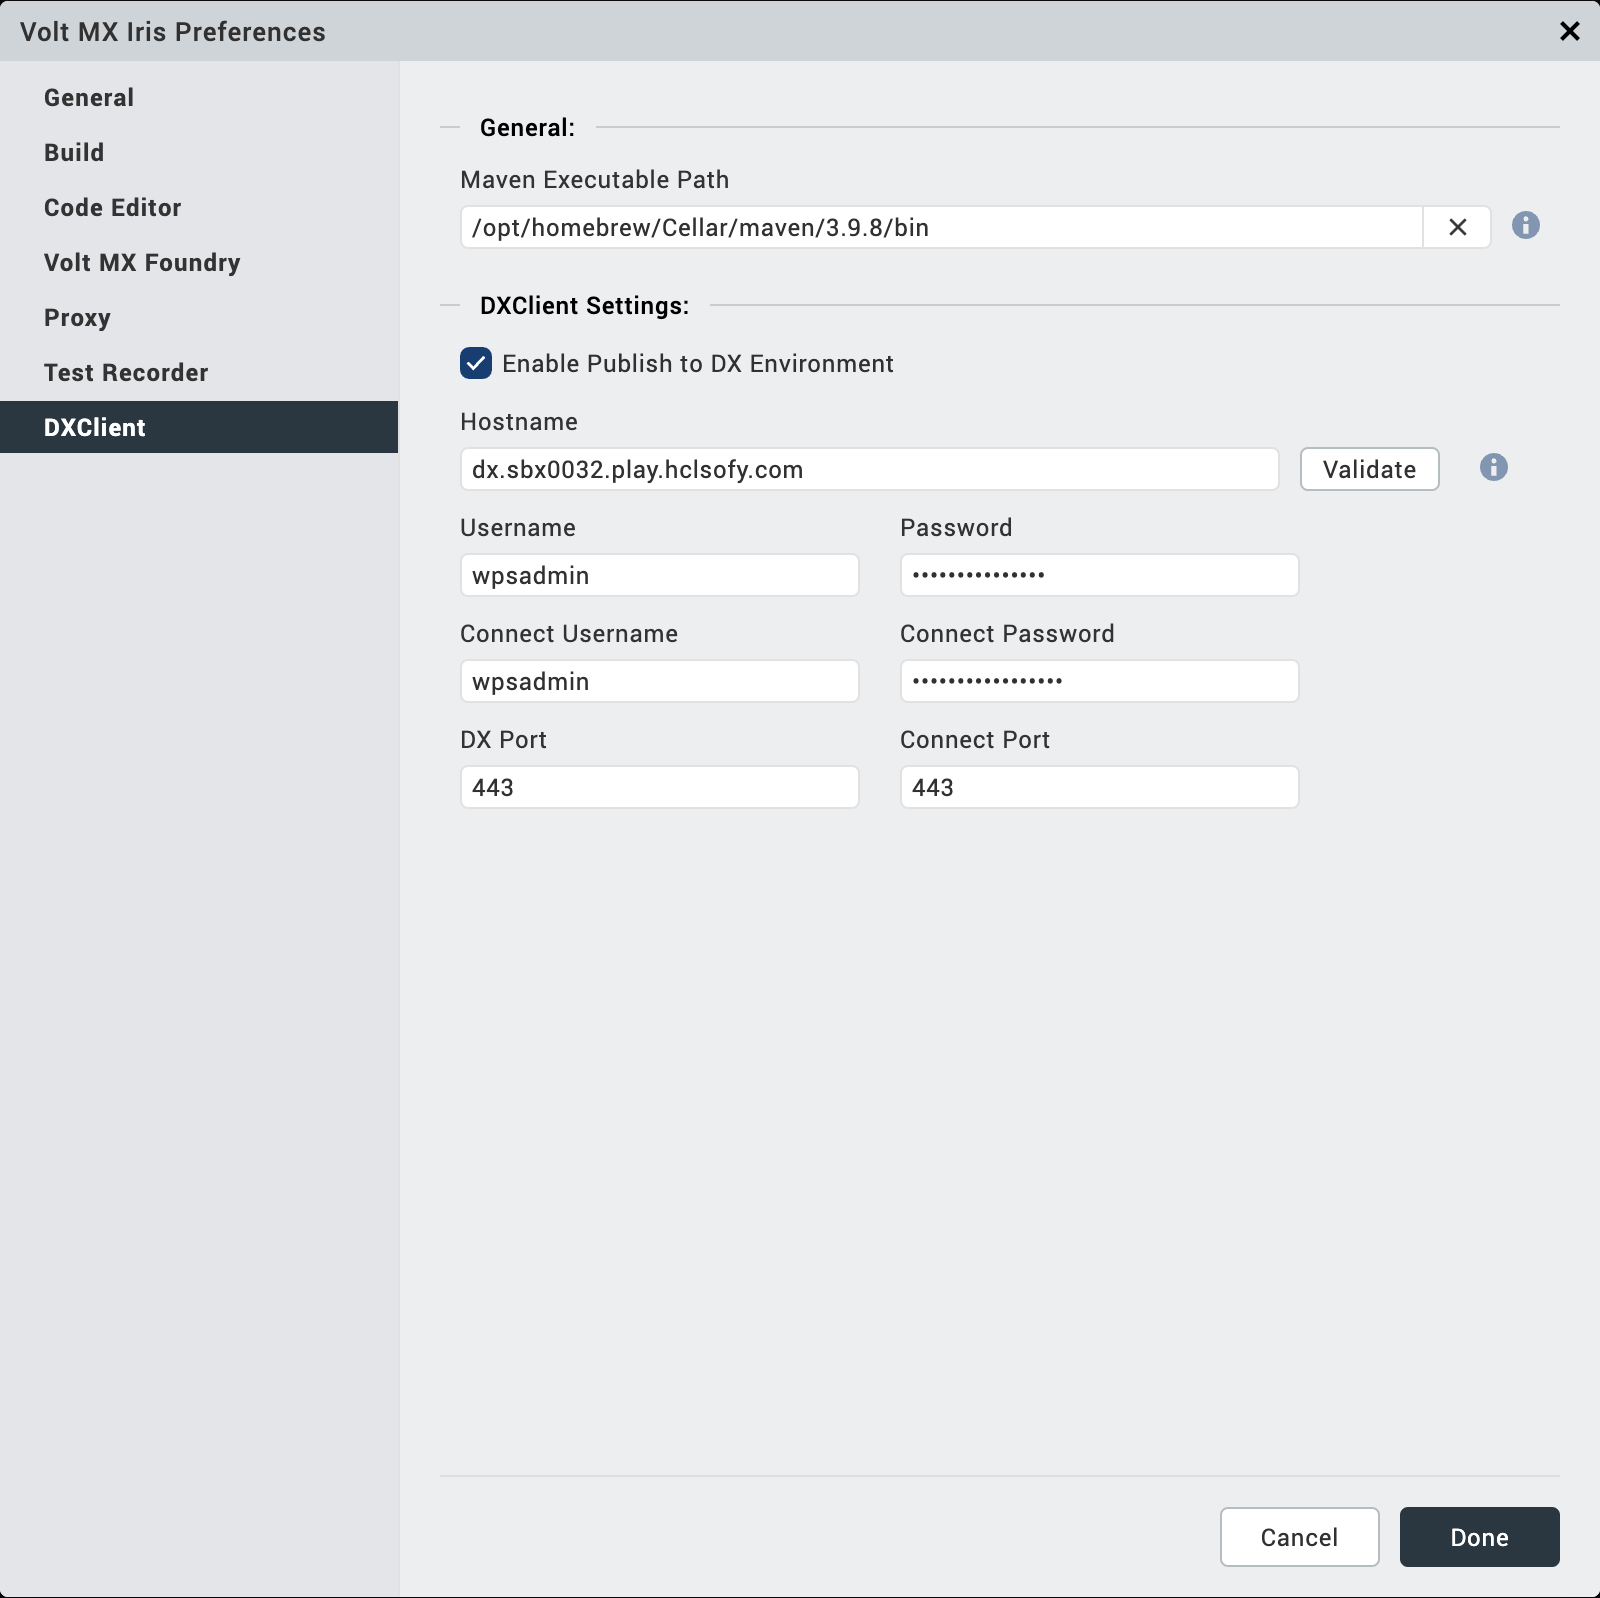 Volt MX Iris Preferences
General
Build
Code Editor
Volt MX Foundry
Proxy
Test Recorder
DXClient
General:
Maven Executable Path
/opt/homebrew/Cellar/maven/3.9.8/bin
DXClient Settings:
Enable Publish to DX Environment
Hostname
dx.sbx0032.play.hclsofy.com
Validate
Username
Password
wpsadmin
•••••••••••••••
Connect Username
Connect Password
wpsadmin
•••••••••••••••••
DX Port
Connect Port
443
443
Cancel
Done